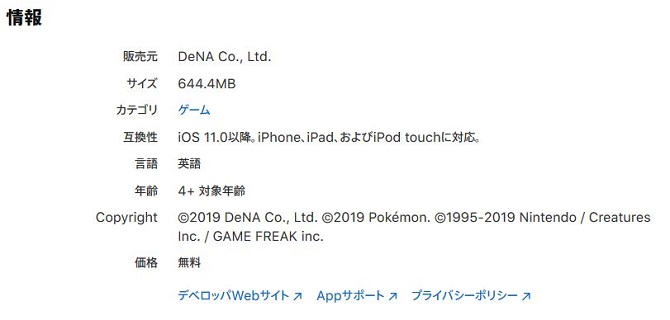 情報
販売元 DeNA Co., Ltd.
サイズ 644.4MB
カテゴリ ゲーム
互換性 iOS 11.0以降。iPhone、iPad、およびiPod touchに対応。
言語 英語
年齢 4+ 対象年齢
Copyright ©2019 DeNA Co., Ltd. ©2019 Pokémon. ©1995-2019 Nintendo / Creatures
Inc. / GAME FREAK inc.
価格 無料
デベロッパWebサイト ↗ Appサポート ↗ プライバシーポリシー ↗